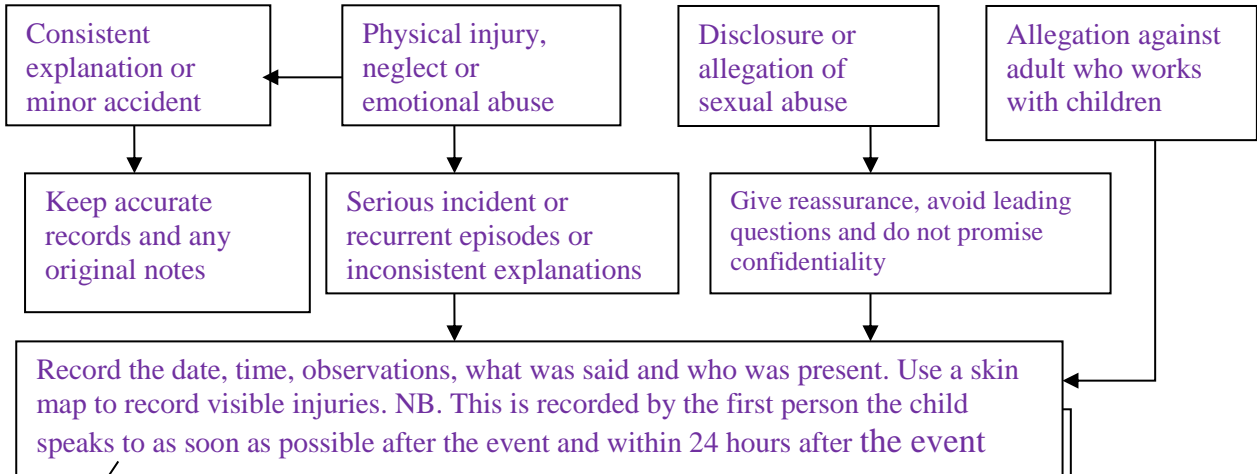 Consistent
explanation or
minor accident
Physical injury,
neglect or
emotional abuse
Disclosure or
allegation of
sexual abuse
Allegation against
adult who works
with children
Keep accurate
records and any
original notes
Serious incident or
recurrent episodes or
inconsistent explanations
Give reassurance, avoid leading
questions and do not promise
confidentiality
Record the date, time, observations, what was said and who was present. Use a skin
map to record visible injuries. NB. This is recorded by the first person the child
speaks to as soon as possible after the event and within 24 hours after the event